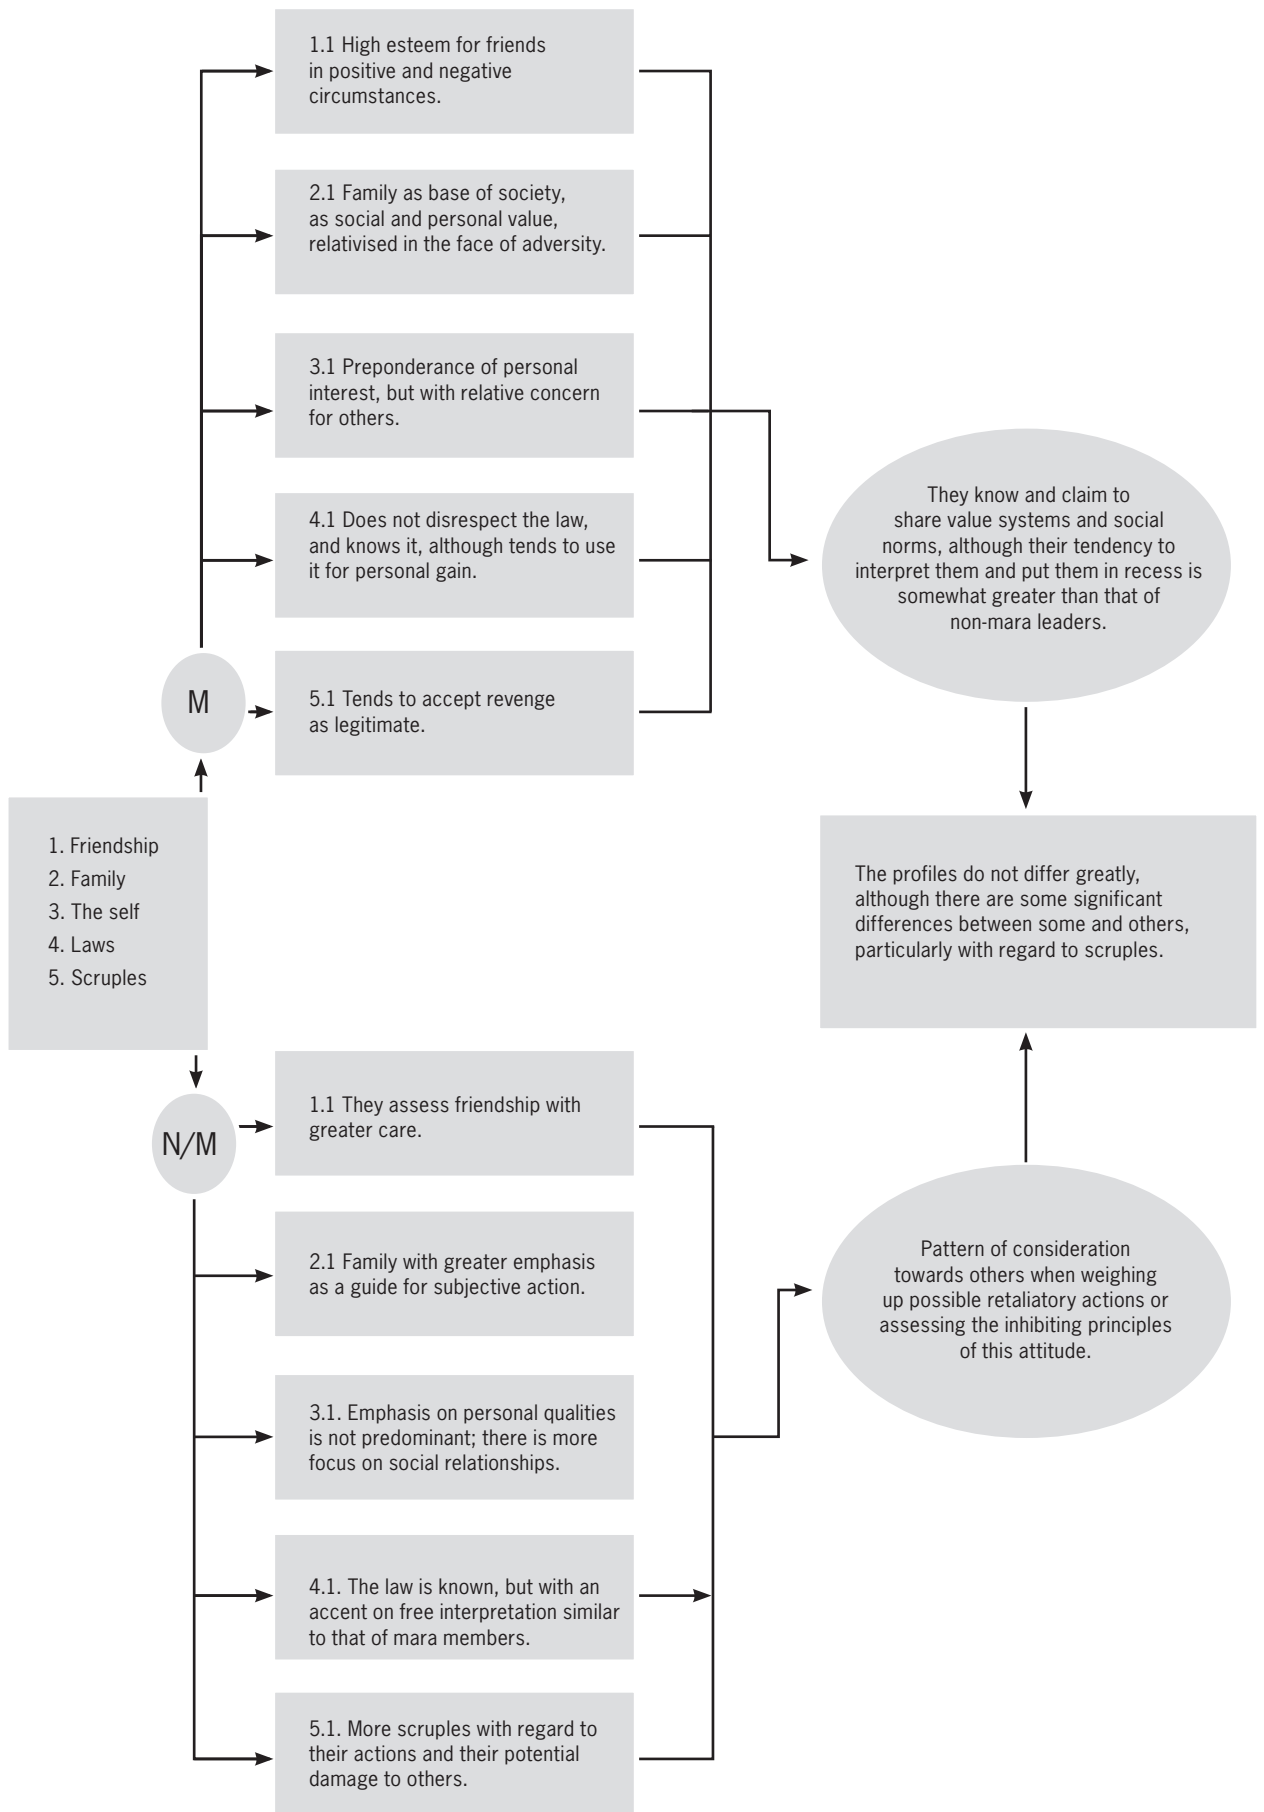 1.1 High esteem for friends
in positive and negative
circumstances.
2.1 Family as base of society,
as social and personal value,
relativised in the face of adversity.
3.1 Preponderance of personal
interest, but with relative concern
for others.
4.1 Does not disrespect the law,
and knows it, although tends to use
it for personal gain.
5.1 Tends to accept revenge
as legitimate.
M
They know and claim to
share value systems and social
norms, although their tendency to
interpret them and put them in recess is
somewhat greater than that of
non-mara leaders.
1. Friendship
2. Family
3. The self
4. Laws
5. Scruples
The profiles do not differ greatly,
although there are some significant
differences between some and others,
particularly with regard to scruples.
N/M
1.1 They assess friendship with
greater care.
2.1 Family with greater emphasis
as a guide for subjective action.
3.1. Emphasis on personal qualities
is not predominant; there is more
focus on social relationships.
4.1. The law is known, but with an
accent on free interpretation similar
to that of mara members.
5.1. More scruples with regard to
their actions and their potential
damage to others.
Pattern of consideration
towards others when weighing
up possible retaliatory actions or
assessing the inhibiting principles
of this attitude.